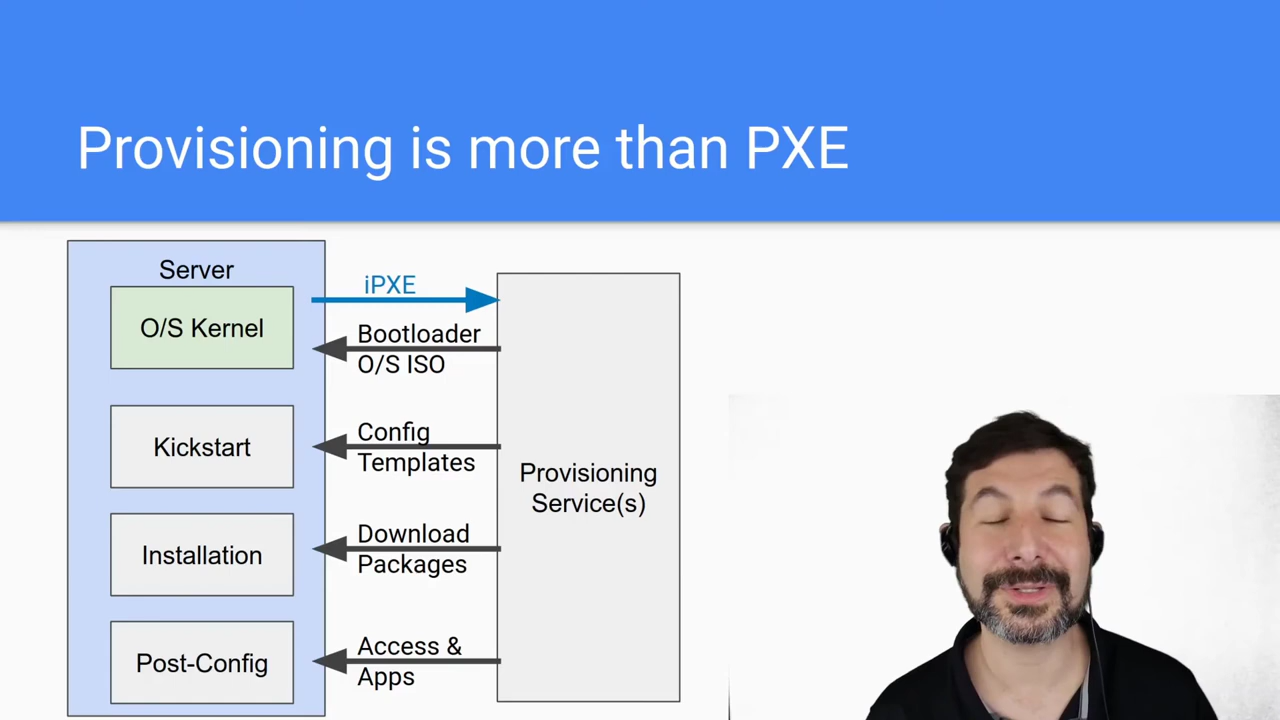 Provisioning is more than PXE
Server
O/S Kernel
iPXE
Bootloader
O/S ISO
Kickstart
Config
Templates
Provisioning
Service(s)
Installation
Download
Packages
Post-Config
Access &
Apps